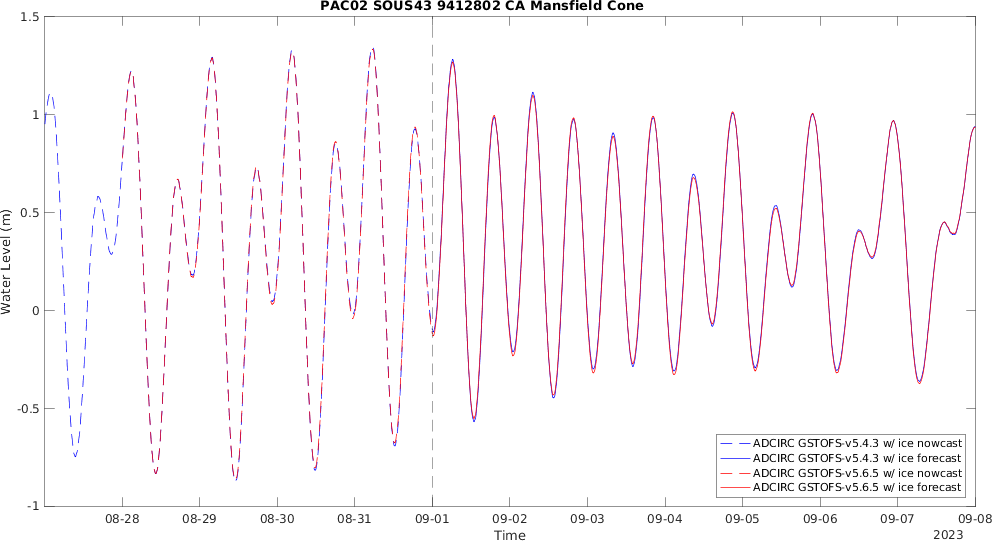 PAC02 SOUS43 9412802 CA Mansfield Cone
1.5
1
0.5
0
-0.5
-1
Water Level (m)
08-28 08-29 08-30 08-31 09-01 09-02 09-03 09-04 09-05 09-06 09-07 09-08
Time
2023
ADCIRC GSTOFS-v5.4.3 w/ ice nowcast
ADCIRC GSTOFS-v5.4.3 w/ ice forecast
ADCIRC GSTOFS-v5.6.5 w/ ice nowcast
ADCIRC GSTOFS-v5.6.5 w/ ice forecast